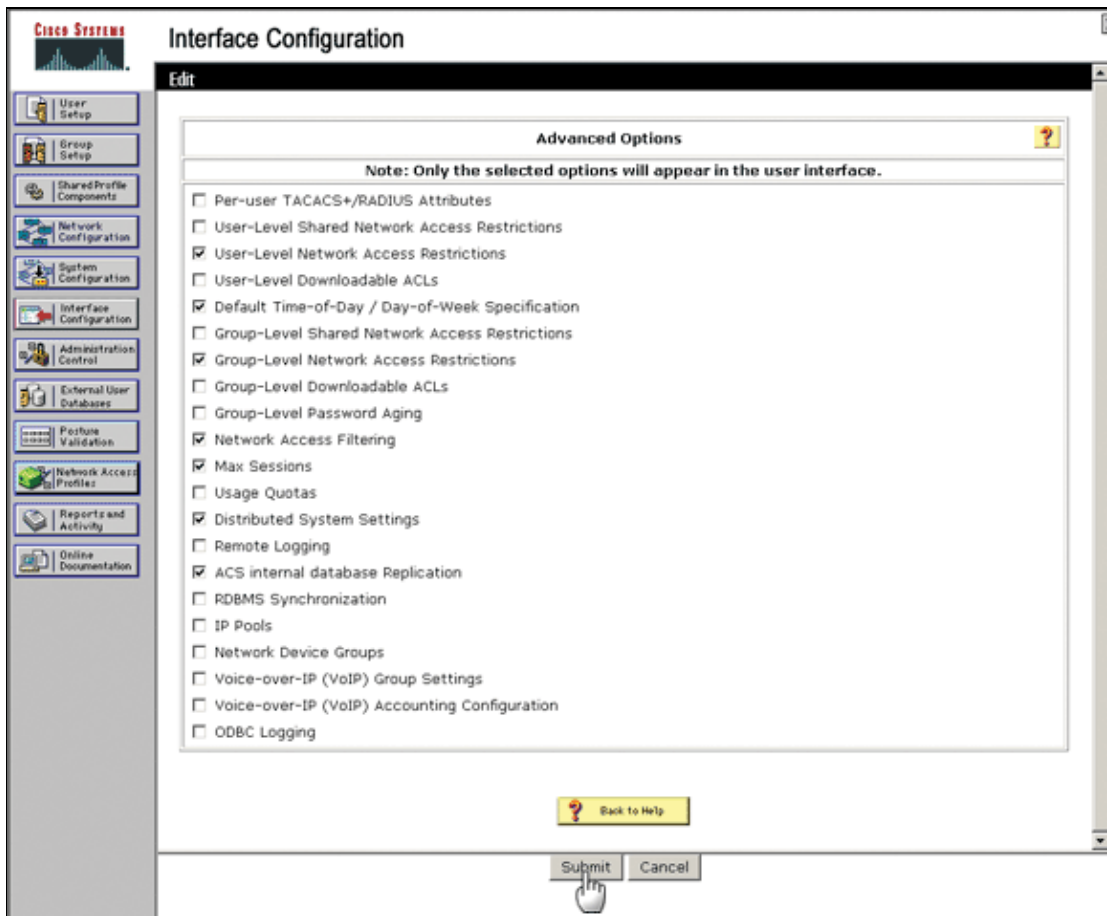 CISCO SYSTEMS
Interface Configuration
Edit
User
Setup
Group
Setup
Shared Profile
Components
Network
Configuration
System
Configuration
Interface
Configuration
Administration
Control
External User
Databases
Posture
Validation
Network Access
Profiles
Reports and
Activity
Online
Documentation
Advanced Options
?
Note: Only the selected options will appear in the user interface.
Per-user TACACS+/RADIUS Attributes
User-Level Shared Network Access Restrictions
User-Level Network Access Restrictions
User-Level Downloadable ACLs
Default Time-of-Day / Day-of-Week Specification
Group-Level Shared Network Access Restrictions
Group-Level Network Access Restrictions
Group-Level Downloadable ACLs
Group-Level Password Aging
Network Access Filtering
Max Sessions
Usage Quotas
Distributed System Settings
Remote Logging
ACS internal database Replication
RDBMS Synchronization
IP Pools
Network Device Groups
Voice-over-IP (VoIP) Group Settings
Voice-over-IP (VoIP) Accounting Configuration
ODBC Logging
? Back to Help
Submit Cancel